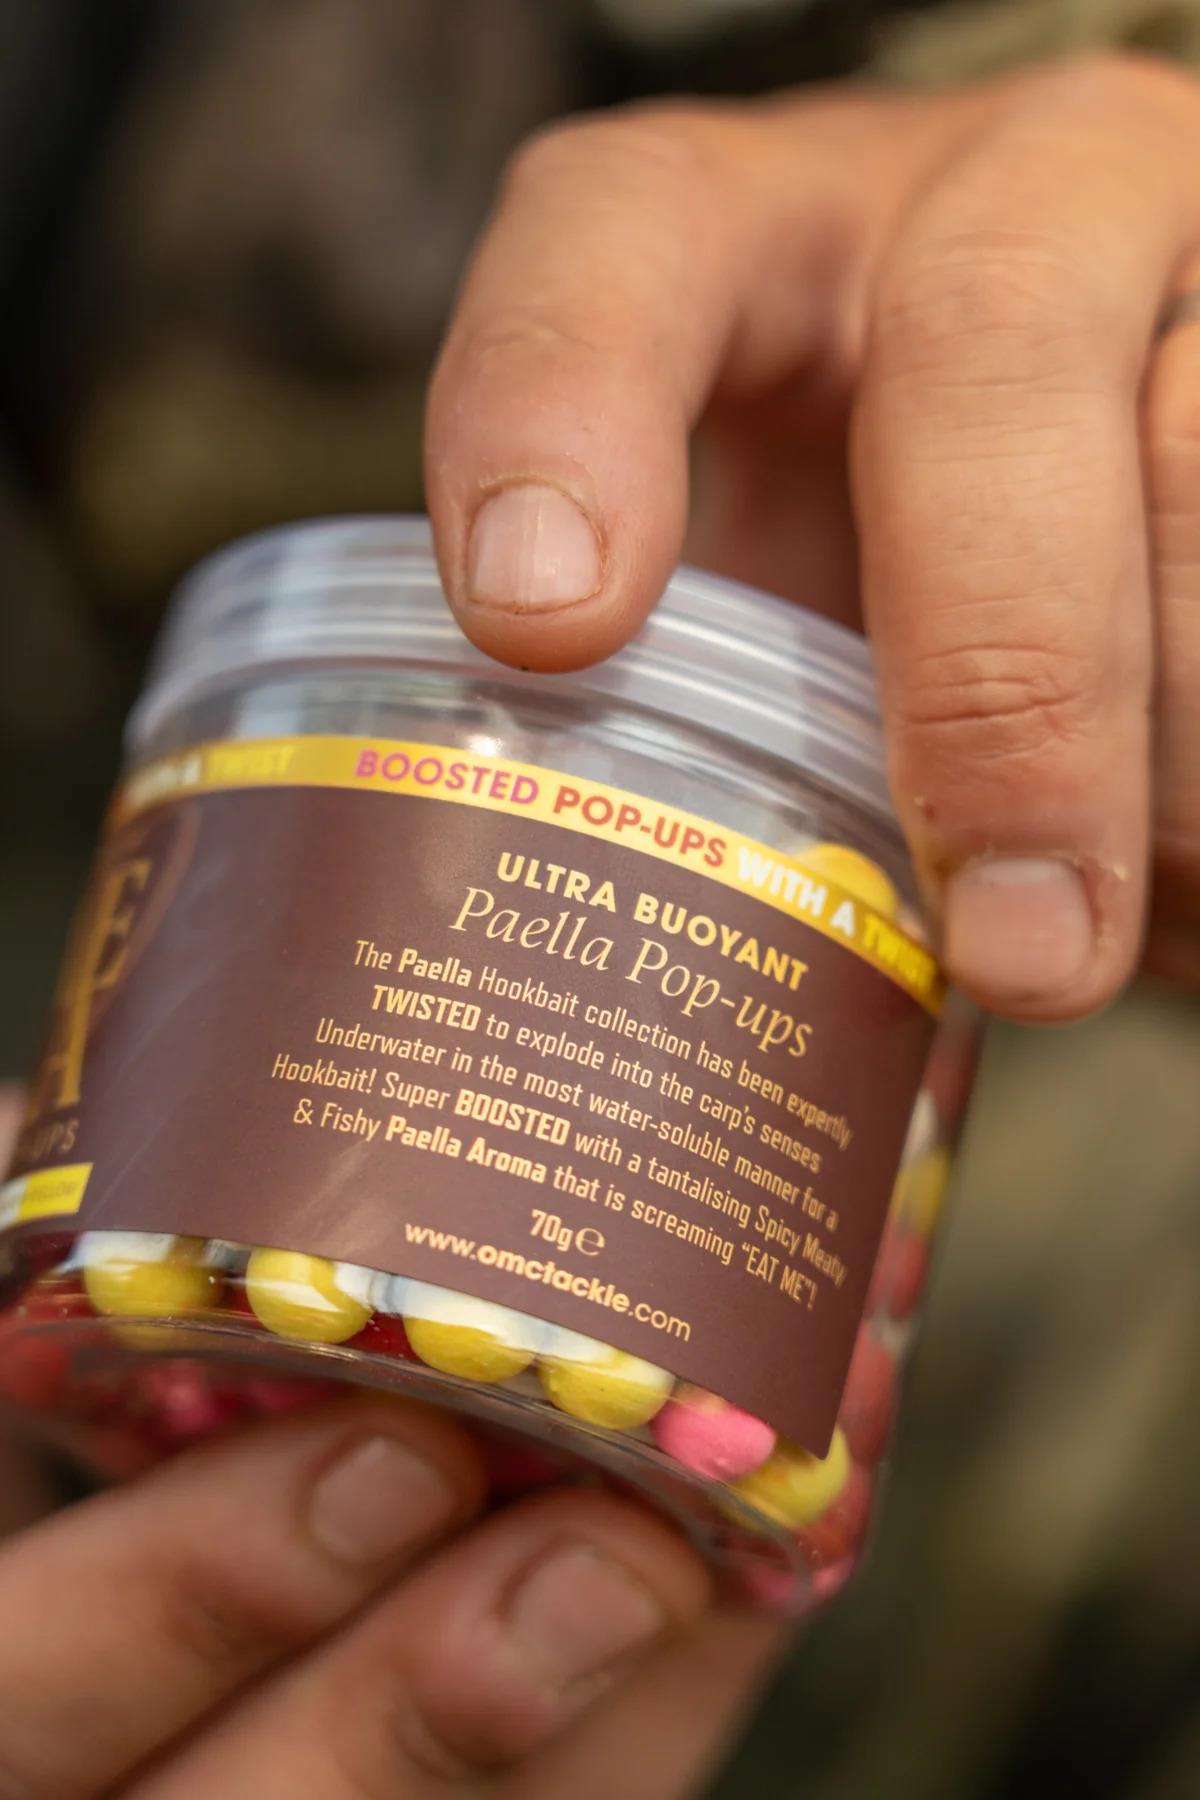 TWIST BOOSTED POP-UPS WITH A TWIST
ULTRA BUOYANT
Paella Pop-ups
The Paella Hookbait collection has been expertly
TWISTED to explode into the carp's senses
Underwater in the most water-soluble manner for a
Hookbait! Super BOOSTED with a tantalising Spicy Meaty
& Fishy Paella Aroma that is screaming "EAT ME"!
70g℮
www.omctackle.com